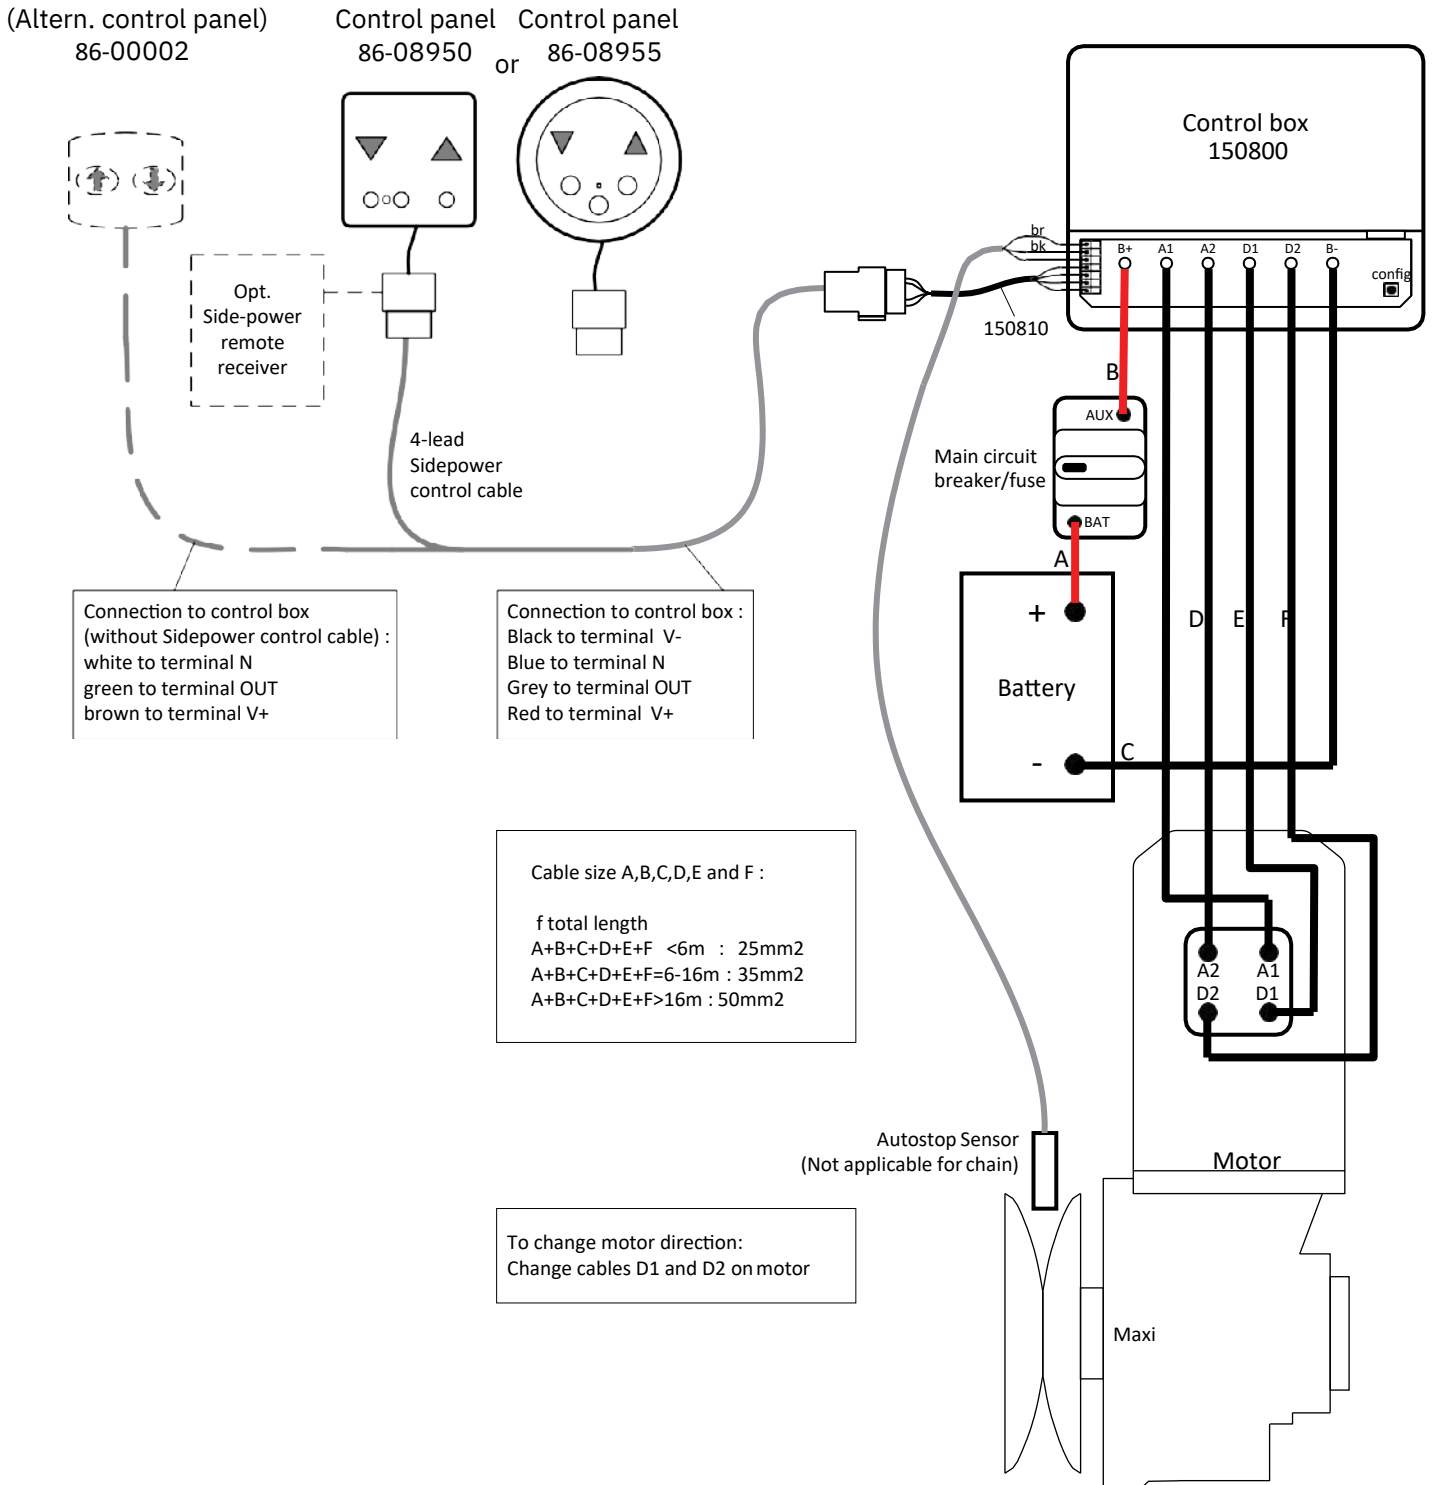 (Altern. control panel)
86-00002
Control panel
86-08950
or
Control panel
86-08955
Control box
150800
br
bk
B+
A1
A2
D1
D2
B-
config
150810
Opt.
Side-power
remote
receiver
4-lead
Sidepower
control cable
B
AUX
Main circuit
breaker/fuse
BAT
A
+
Battery
-
C
D
E
F
Connection to control box
(without Sidepower control cable) :
white to terminal N
green to terminal OUT
brown to terminal V+
Connection to control box :
Black to terminal V-
Blue to terminal N
Grey to terminal OUT
Red to terminal V+
Cable size A,B,C,D,E and F :
f total length
A+B+C+D+E+F <6m : 25mm2
A+B+C+D+E+F=6-16m : 35mm2
A+B+C+D+E+F>16m : 50mm2
A2
A1
D2
D1
Autostop Sensor
(Not applicable for chain)
Motor
To change motor direction:
Change cables D1 and D2 on motor
Maxi